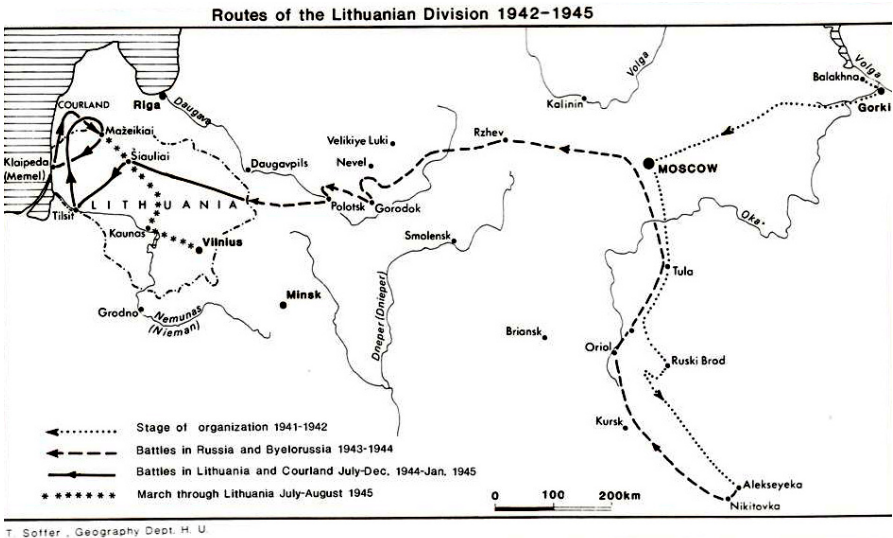 Routes of the Lithuanian Division 1942-1945
Volga
Volga
Balakhna
Gorki
Kalinin
COURLAND
Riga
Daugava
Mažeikiai
Velikiye Luki
Rzhev
Nevel
MOSCOW
Klaipeda
(Memel)
Šiauliai
Daugavpils
LITHUANIA
Polotsk
Gorodok
Tilsit
Oka
Kaunas
Vilnius
Smolensk
Tula
Minsk
Grodno
Nemunas
(Nieman)
Dneper (Dnieper)
Briansk
Oriol
Ruski Brod
Kursk
Stage of organization 1941-1942
Battles in Russia and Byelorussia 1943-1944
Battles in Lithuania and Courland July-Dec. 1944-Jan. 1945
March through Lithuania July-August 1945
0 100 200km
Alekseyeka
Nikitovka
T. Soffer , Geography Dept. H. U.